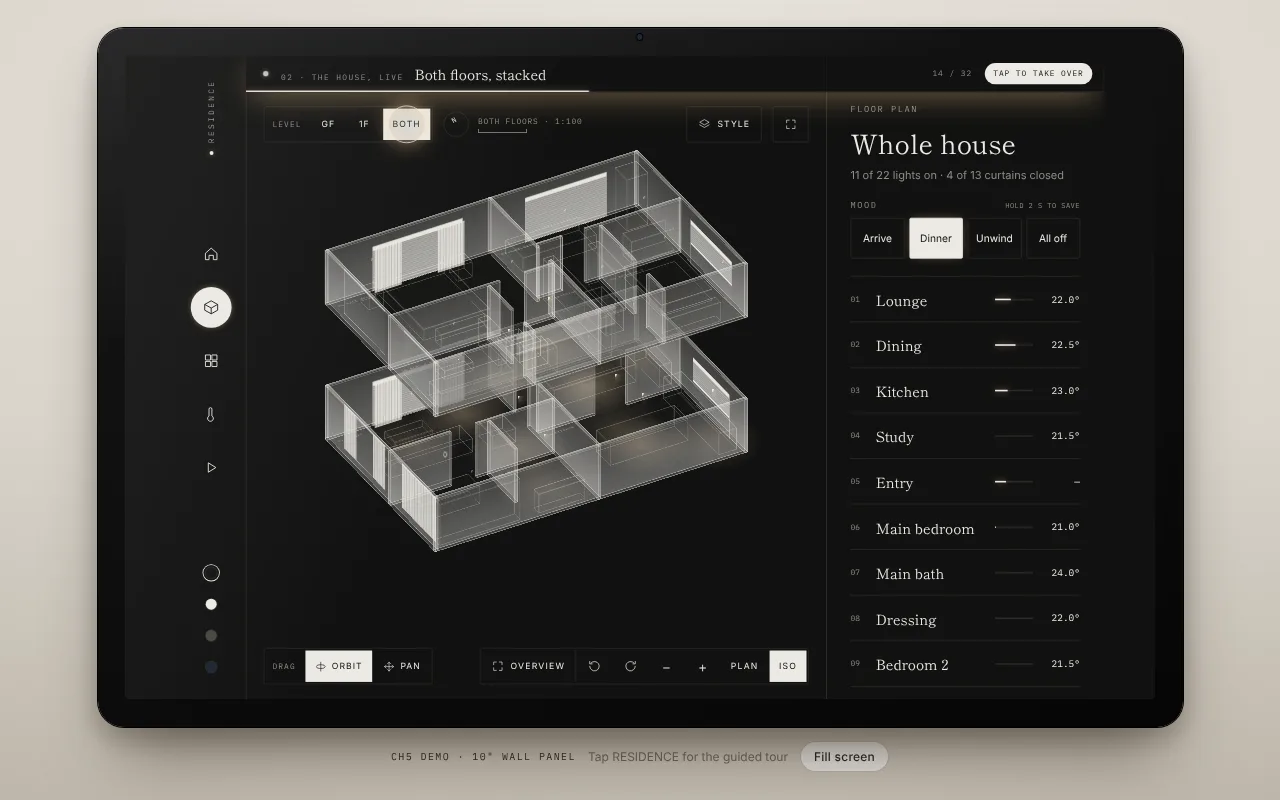 RESIDENCE
02 · THE HOUSE, LIVE Both floors, stacked
14 / 32 TAP TO TAKE OVER
LEVEL GF 1F BOTH
N
BOTH FLOORS · 1:100
STYLE
FLOOR PLAN
Whole house
11 of 22 lights on · 4 of 13 curtains closed
MOOD HOLD 2 S TO SAVE
Arrive Dinner Unwind All off
01 Lounge 22.0°
02 Dining 22.5°
03 Kitchen 23.0°
04 Study 21.5°
05 Entry –
06 Main bedroom 21.0°
07 Main bath 24.0°
08 Dressing 22.0°
09 Bedroom 2 21.5°
DRAG ORBIT PAN
OVERVIEW − + PLAN ISO
CH5 DEMO · 10" WALL PANEL Tap RESIDENCE for the guided tour Fill screen